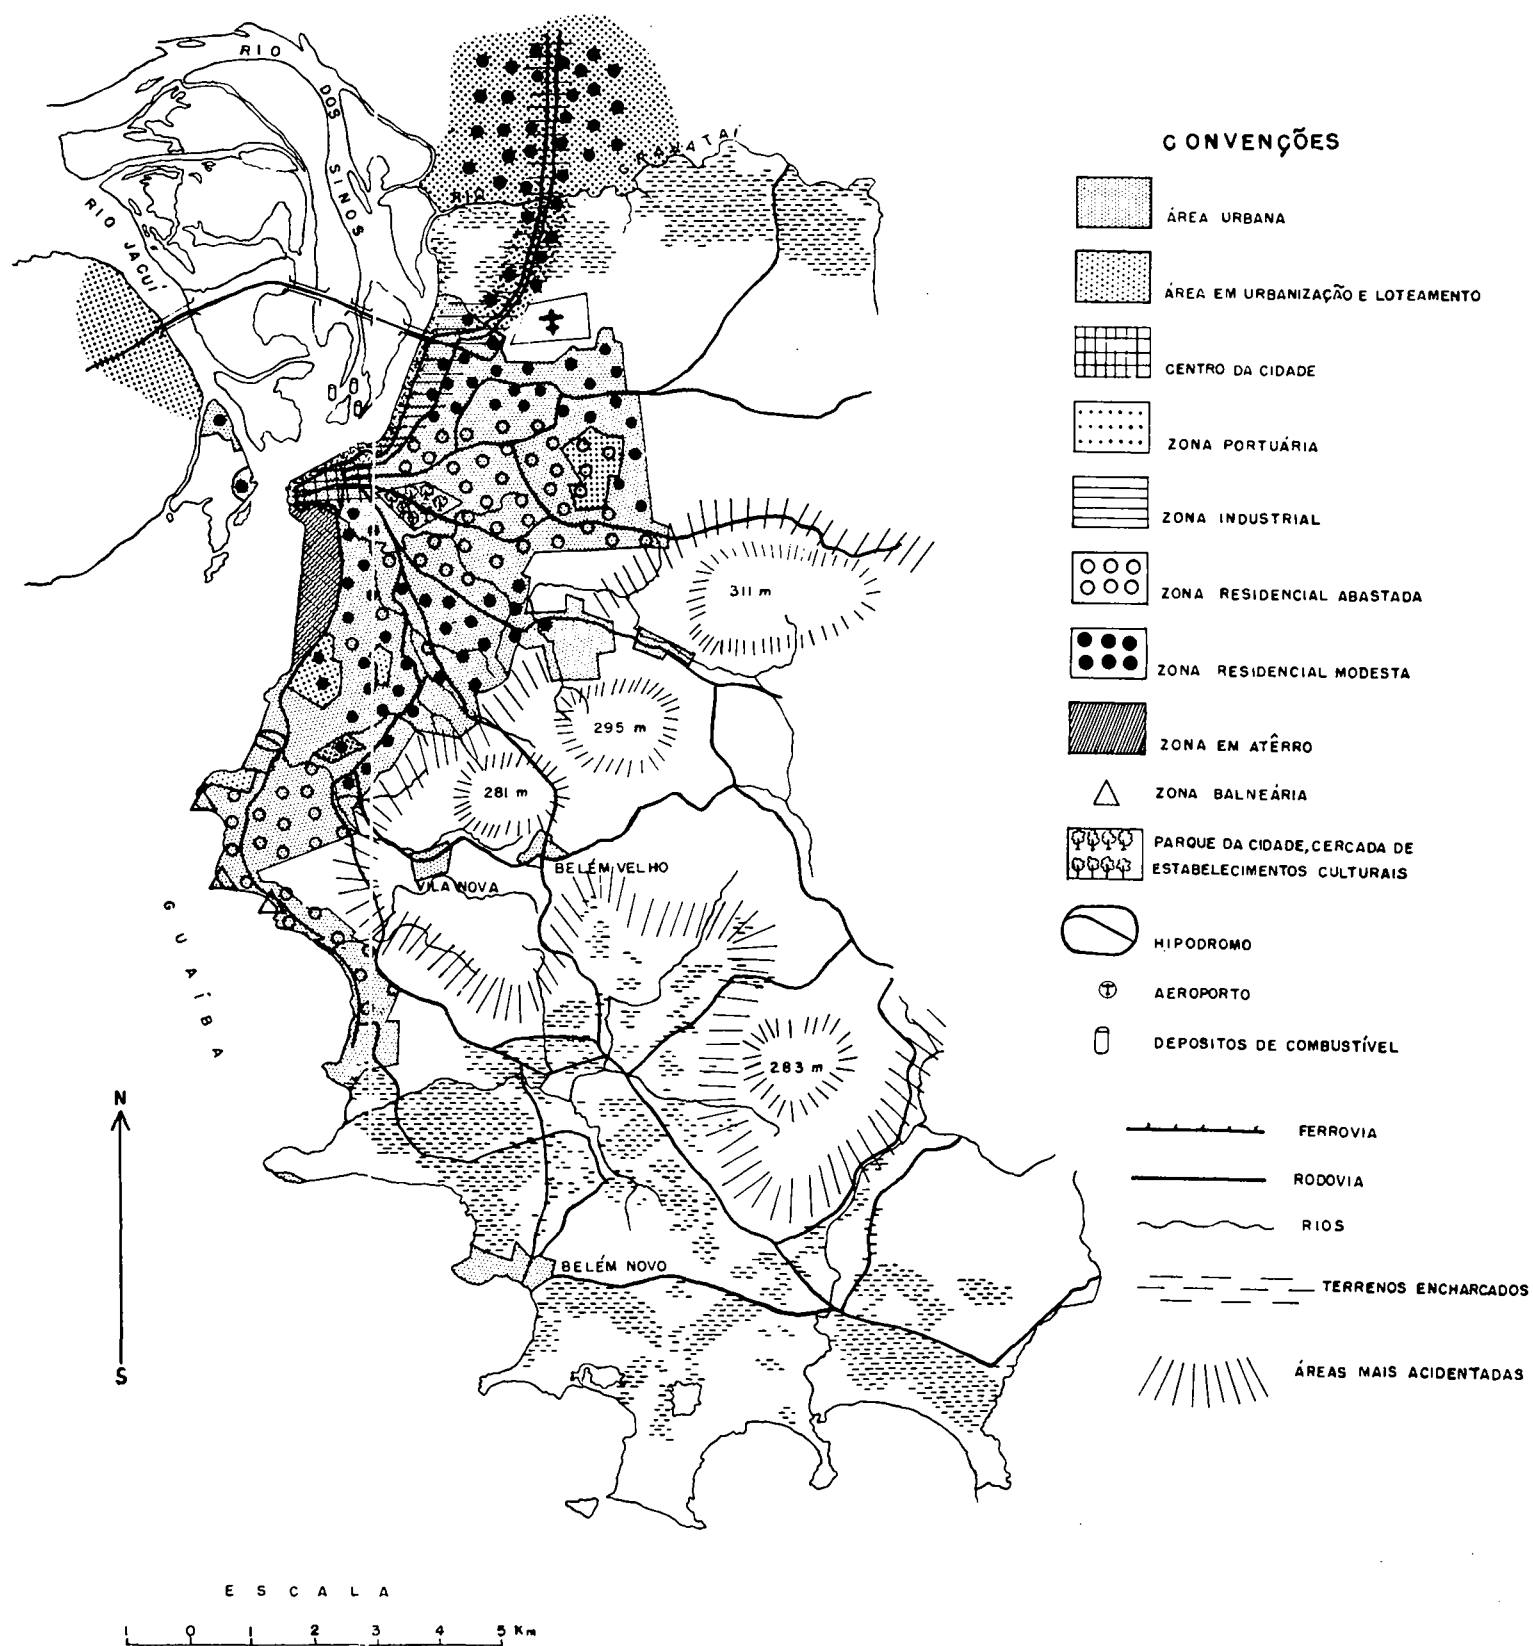 RIO
DOS
SINOS
RIO JACUÍ
RIO
GRAVATAÍ
311 m
295 m
281 m
BELÉM VELHO
VILA NOVA
GUAÍBA
283 m
BELÉM NOVO
N
S
ESCALA
1 0 1 2 3 4 5 Km
CONVENÇÕES
ÁREA URBANA
ÁREA EM URBANIZAÇÃO E LOTEAMENTO
CENTRO DA CIDADE
ZONA PORTUÁRIA
ZONA INDUSTRIAL
ZONA RESIDENCIAL ABASTADA
ZONA RESIDENCIAL MODESTA
ZONA EM ATÊRRO
ZONA BALNEÁRIA
PARQUE DA CIDADE, CERCADA DE
ESTABELECIMENTOS CULTURAIS
HIPODROMO
AEROPORTO
DEPOSITOS DE COMBUSTÍVEL
FERROVIA
RODOVIA
RIOS
TERRENOS ENCHARCADOS
ÁREAS MAIS ACIDENTADAS